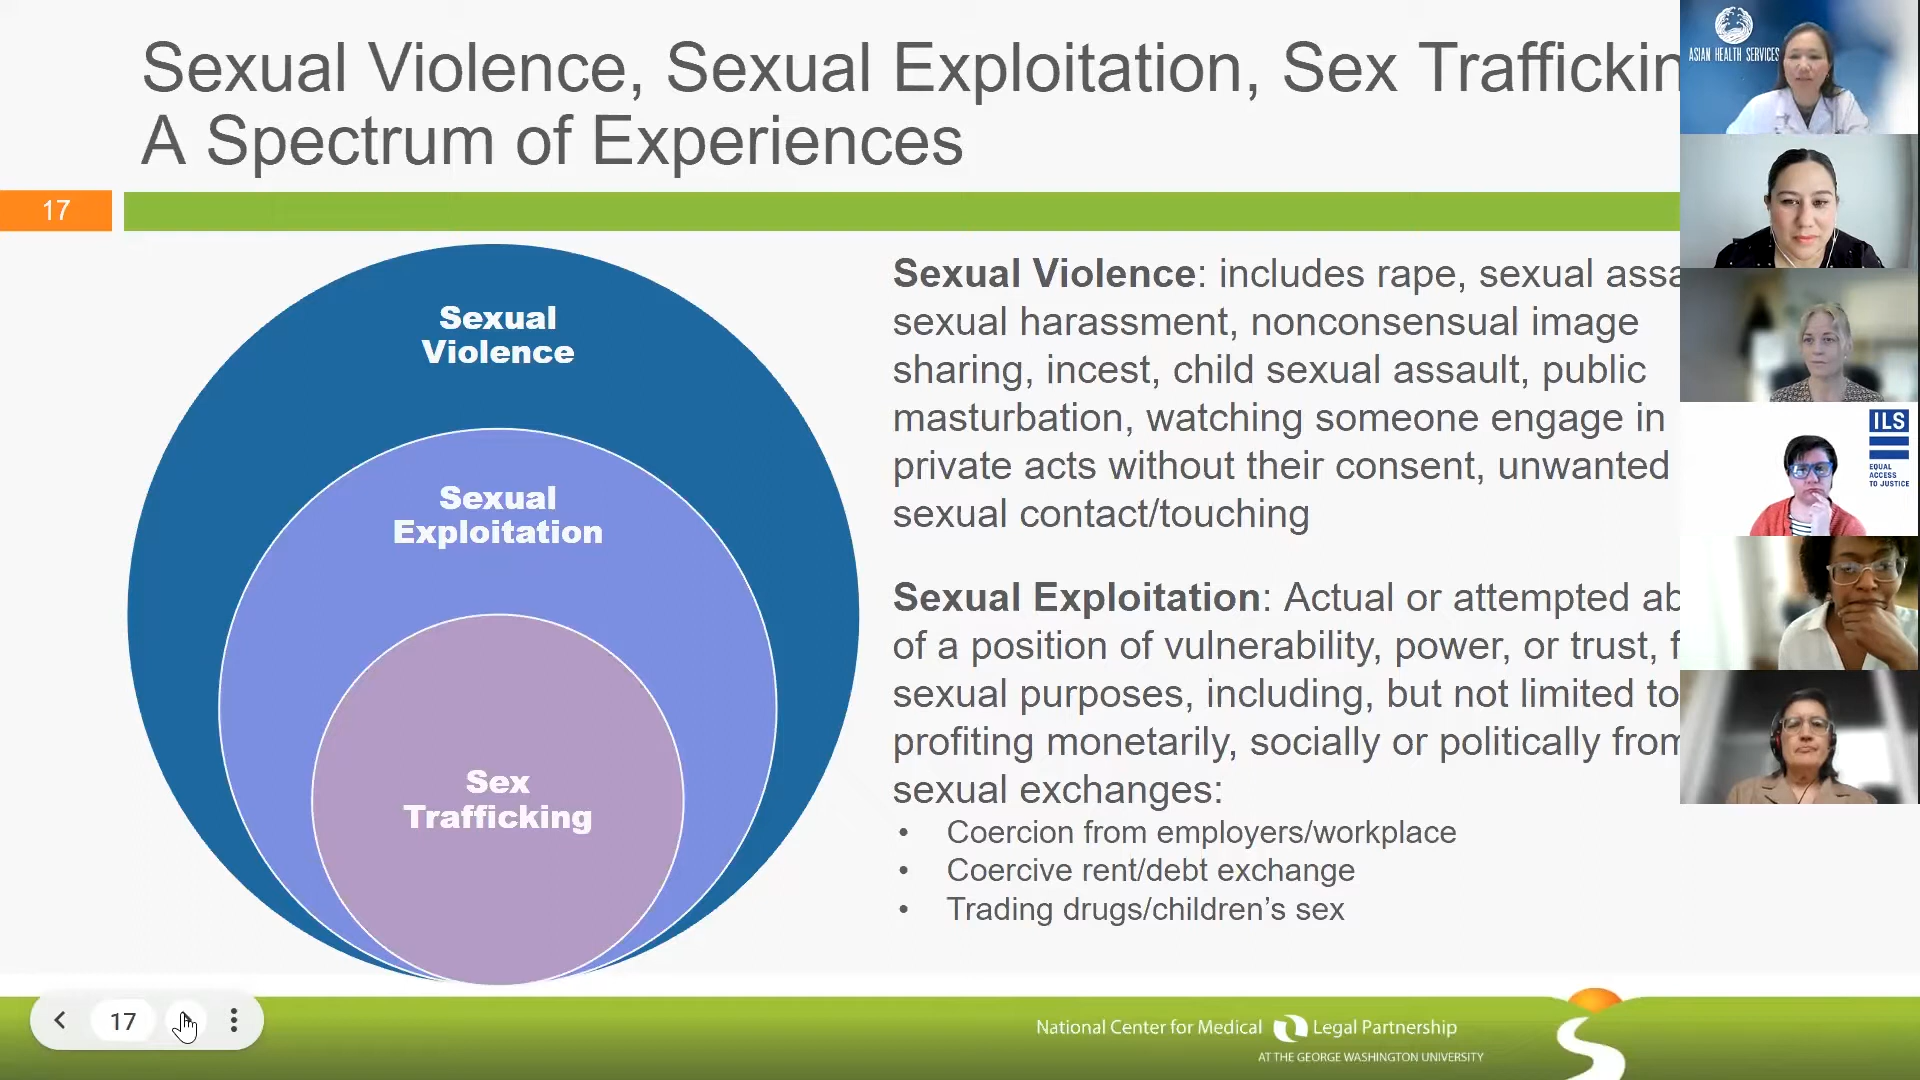 Sexual Violence, Sexual Exploitation, Sex Traffickin
A Spectrum of Experiences
17
Sexual
Violence
Sexual
Exploitation
Sex
Trafficking
Sexual Violence: includes rape, sexual assa
sexual harassment, nonconsensual image
sharing, incest, child sexual assault, public
masturbation, watching someone engage in
private acts without their consent, unwanted
sexual contact/touching
Sexual Exploitation: Actual or attempted ab
of a position of vulnerability, power, or trust, f
sexual purposes, including, but not limited to
profiting monetarily, socially or politically from
sexual exchanges:
• Coercion from employers/workplace
• Coercive rent/debt exchange
• Trading drugs/children’s sex
ASIAN HEALTH SERVICES
ILS
EQUAL
ACCESS
TO JUSTICE
17
National Center for Medical Legal Partnership
AT THE GEORGE WASHINGTON UNIVERSITY